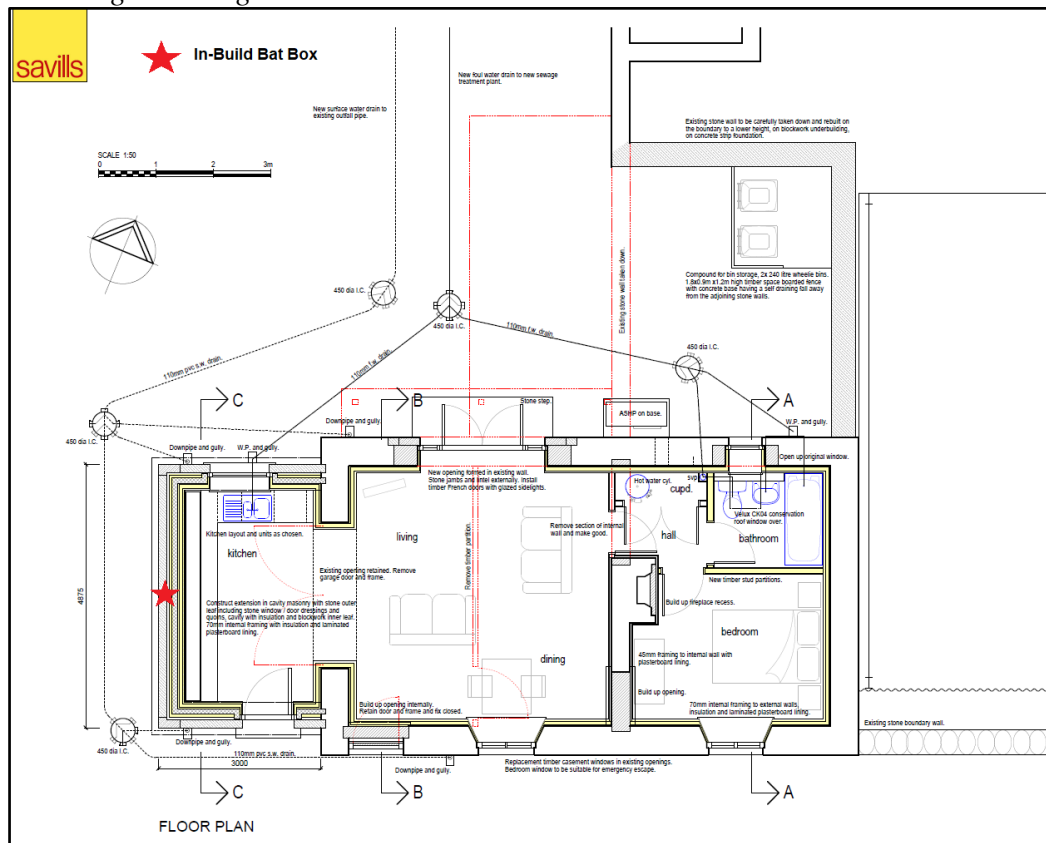 savills
In-Build Bat Box
New foul water drain to new sewage
treatment plant.
New surface water drain to
existing outfall pipe.
Existing stone wall to be carefully taken down and rebuilt on
the boundary to a lower height, on blockwork underbuilding,
on concrete strip foundation.
SCALE 1:50
0 1 2 3m
Existing stone wall taken down.
Compound for bin storage, 2x 240 litre wheelie bins.
1.8x0.9m x1.2m high timber space boarded fence
with concrete base having a self draining fall away
from the adjoining stone walls.
450 dia I.C.
450 dia I.C.
110mm f.w. drain.
450 dia I.C.
110mm pvc s.w. drain.
110mm f.w. drain.
C
B
A
Stone step.
ASHP on base.
450 dia I.C.
Downpipe and gully.
W.P. and gully.
Downpipe and gully.
W.P. and gully.
Open up original window.
New opening formed in existing wall.
Stone jambs and lintel externally. Install
timber French doors with glazed sidelights.
Hot water cyl.
svp
cupd.
Velux CK04 conservation
roof window over.
Kitchen layout and units as chosen.
living
Remove section of internal
wall and make good.
hall
bathroom
kitchen
Remove timber partition.
Existing opening retained. Remove
garage door and frame.
New timber stud partitions.
4875
Construct extension in cavity masonry with stone outer
leaf including stone window / door dressings and
quoins, cavity with insulation and blockwork inner leaf.
70mm internal framing with insulation and laminated
plasterboard lining.
Build up fireplace recess.
bedroom
dining
45mm framing to internal wall with
plasterboard lining.
Build up opening.
Build up opening internally.
Retain door and frame and fix closed.
70mm internal framing to external walls,
insulation and laminated plasterboard lining.
Existing stone boundary wall.
450 dia I.C.
Downpipe and gully.
110mm pvc s.w. drain.
3000
Downpipe and gully.
Replacement timber casement windows in existing openings.
Bedroom window to be suitable for emergency escape.
C
B
A
FLOOR PLAN